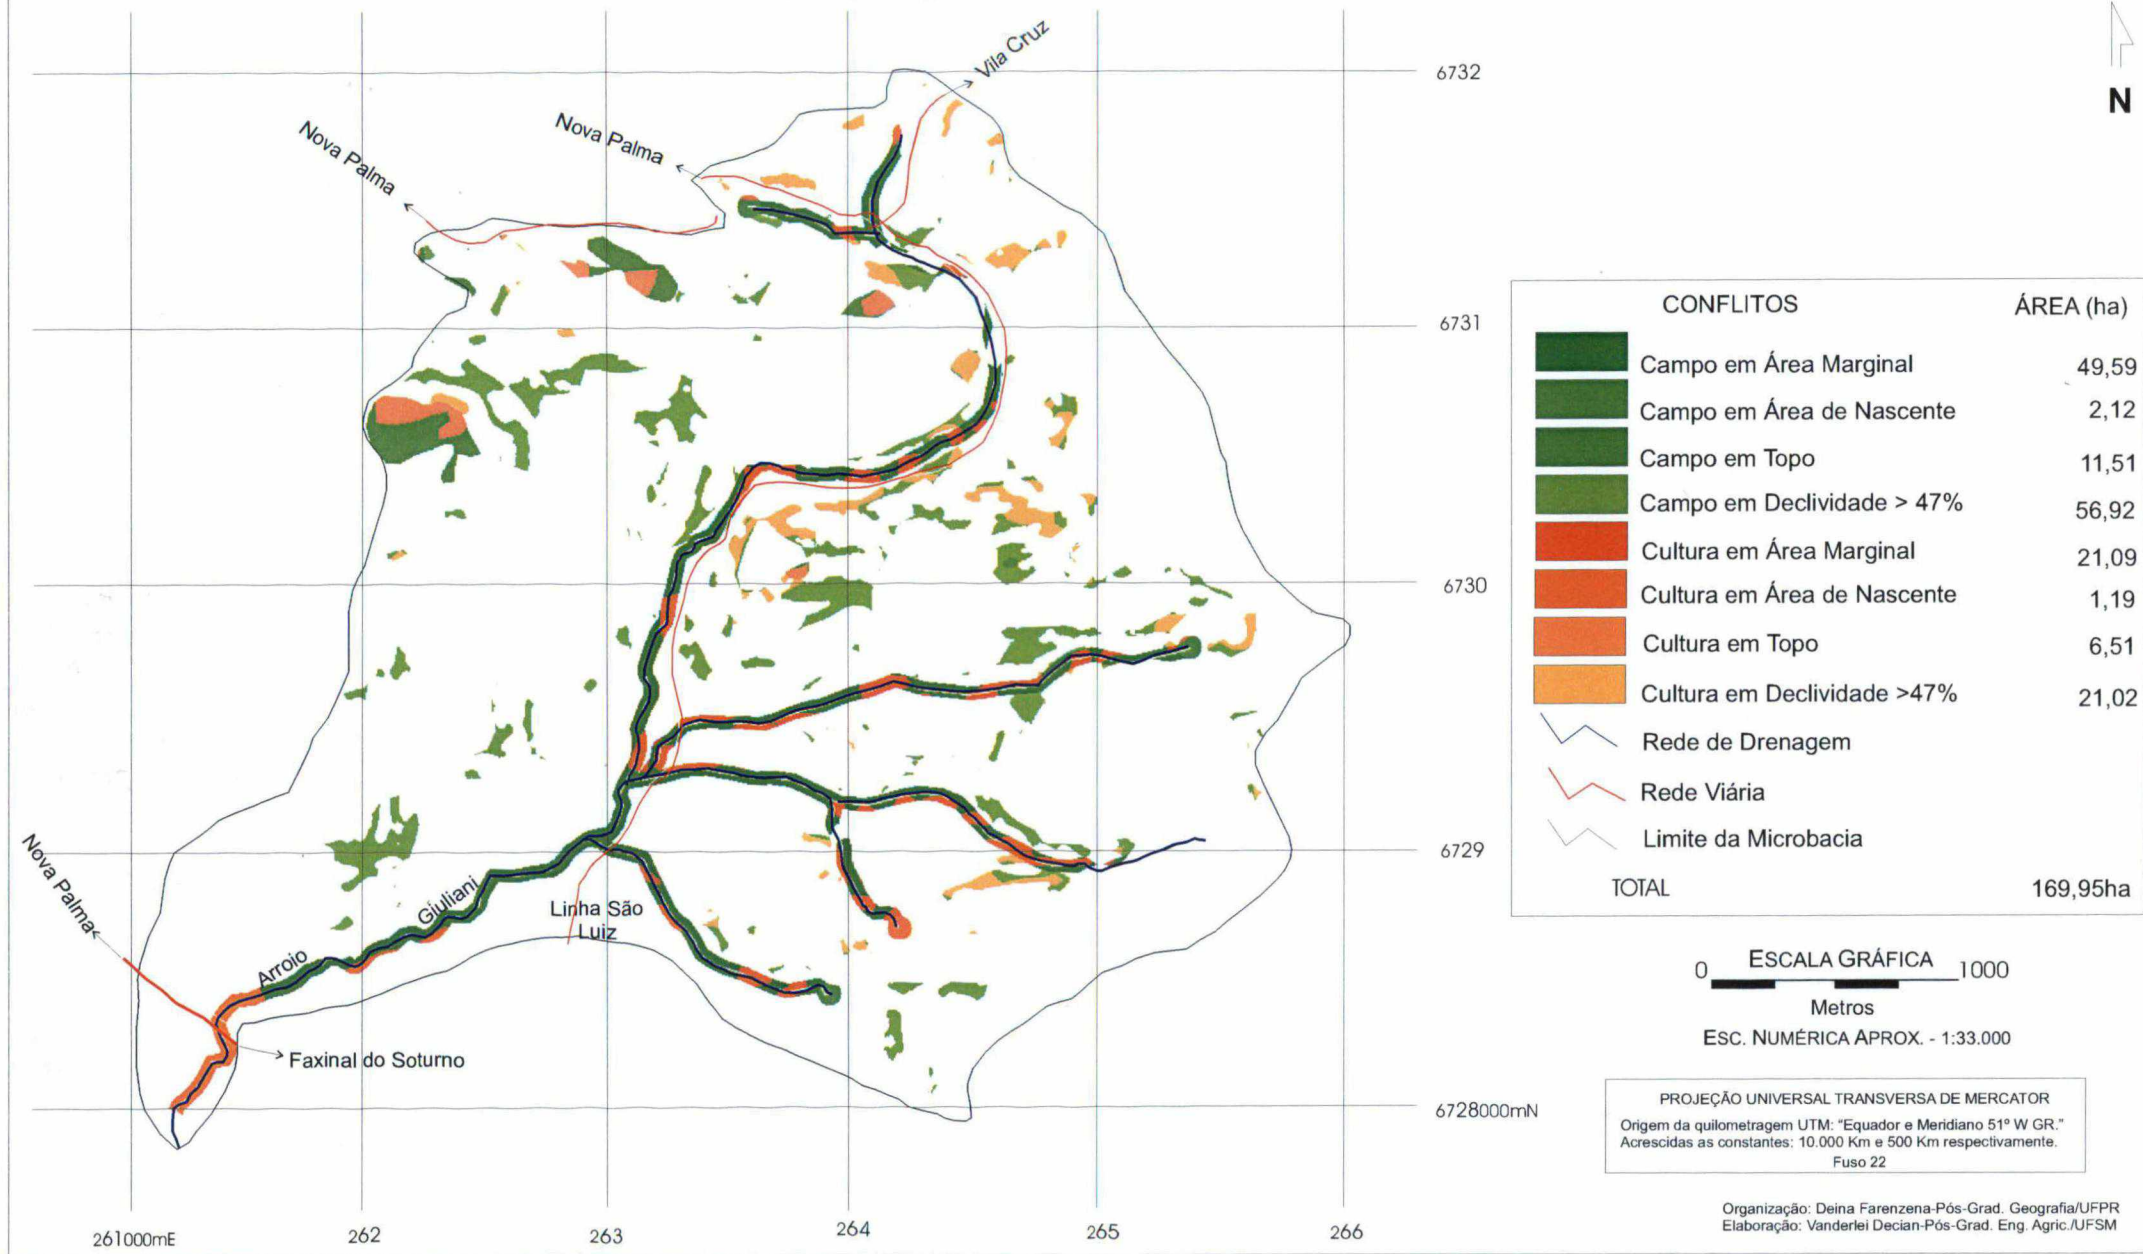 Vila Cruz
6732
N
Nova Palma
Nova Palma
6731
6730
6729
6728000mN
Nova Palma
Giuliani
Arroio
Linha São
Luiz
Faxinal do Soturno
261000mE
262
263
264
265
266
CONFLITOS ÁREA (ha)
Campo em Área Marginal 49,59
Campo em Área de Nascente 2,12
Campo em Topo 11,51
Campo em Declividade > 47% 56,92
Cultura em Área Marginal 21,09
Cultura em Área de Nascente 1,19
Cultura em Topo 6,51
Cultura em Declividade >47% 21,02
Rede de Drenagem
Rede Viária
Limite da Microbacia
TOTAL 169,95ha
ESCALA GRÁFICA
0 1000
Metros
ESC. NUMÉRICA APROX. - 1:33.000
PROJEÇÃO UNIVERSAL TRANSVERSA DE MERCATOR
Origem da quilometragem UTM: “Equador e Meridiano 51º W GR.”
Acrescidas as constantes: 10.000 Km e 500 Km respectivamente.
Fuso 22
Organização: Deina Farenzena-Pós-Grad. Geografia/UFPR
Elaboração: Vanderlei Decian-Pós-Grad. Eng. Agric./UFSM